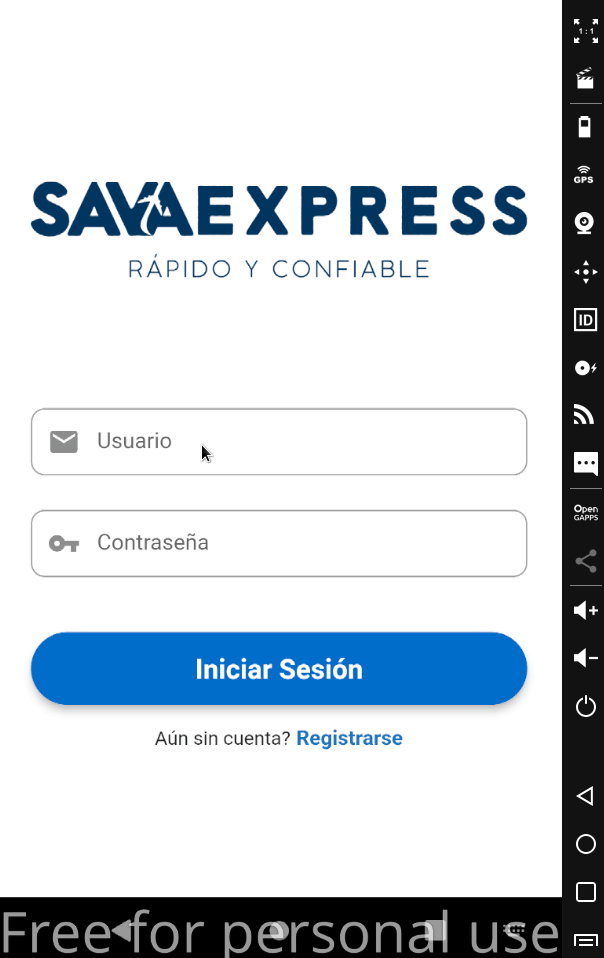 SAVAEXPRESS
RÁPIDO Y CONFIABLE
Usuario
Contraseña
Iniciar Sesión
Aún sin cuenta? Registrarse
Free for personal use
1:1
GPS
ID
Open
GAPPS